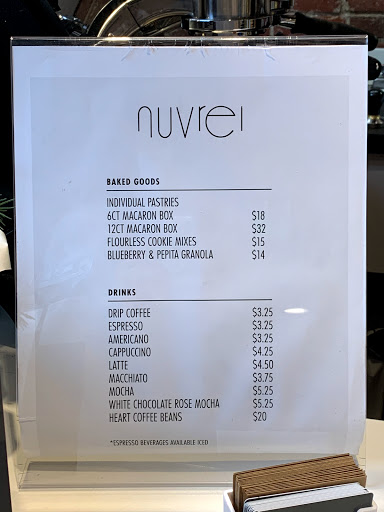 nuvrei
BAKED GOODS
INDIVIDUAL PASTRIES
6CT MACARON BOX $18
12CT MACARON BOX $32
FLOURLESS COOKIE MIXES $15
BLUEBERRY & PEPITA GRANOLA $14
DRINKS
DRIP COFFEE $3.25
ESPRESSO $3.25
AMERICANO $3.25
CAPPUCCINO $4.25
LATTE $4.50
MACCHIATO $3.75
MOCHA $5.25
WHITE CHOCOLATE ROSE MOCHA $5.25
HEART COFFEE BEANS $20
*ESPRESSO BEVERAGES AVAILABLE ICED